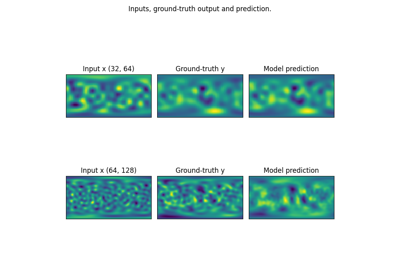 Inputs, ground-truth output and prediction.
Input x (32, 64) Ground-truth y Model prediction
Input x (64, 128) Ground-truth y Model prediction